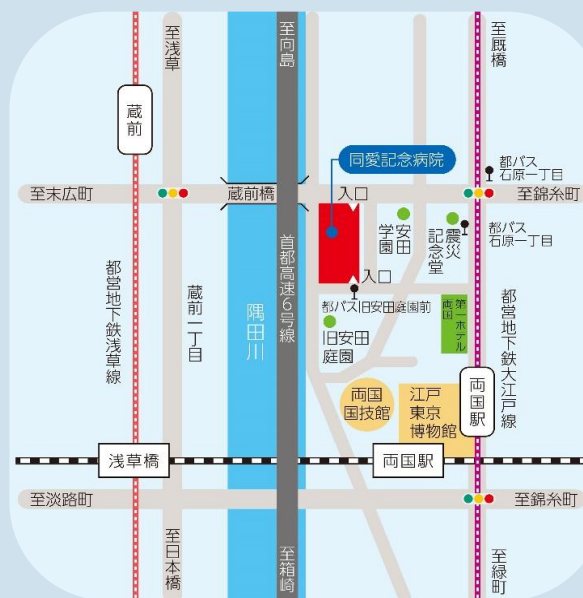 至浅草
至向島
至厩橋
蔵前
同愛記念病院
都バス
石原一丁目
至末広町
蔵前橋
入口
至錦糸町
安田
学園
震災
記念堂
都バス
石原一丁目
入口
都バス旧安田庭園前
都営地下鉄浅草線
蔵前一丁目
隅田川
首都高速6号線
旧安田
庭園
第一ホテル
両国
都営地下鉄大江戸線
両国
国技館
江戸
東京
博物館
両国駅
浅草橋
両国駅
至淡路町
至錦糸町
至日本橋
至箱崎
至緑町